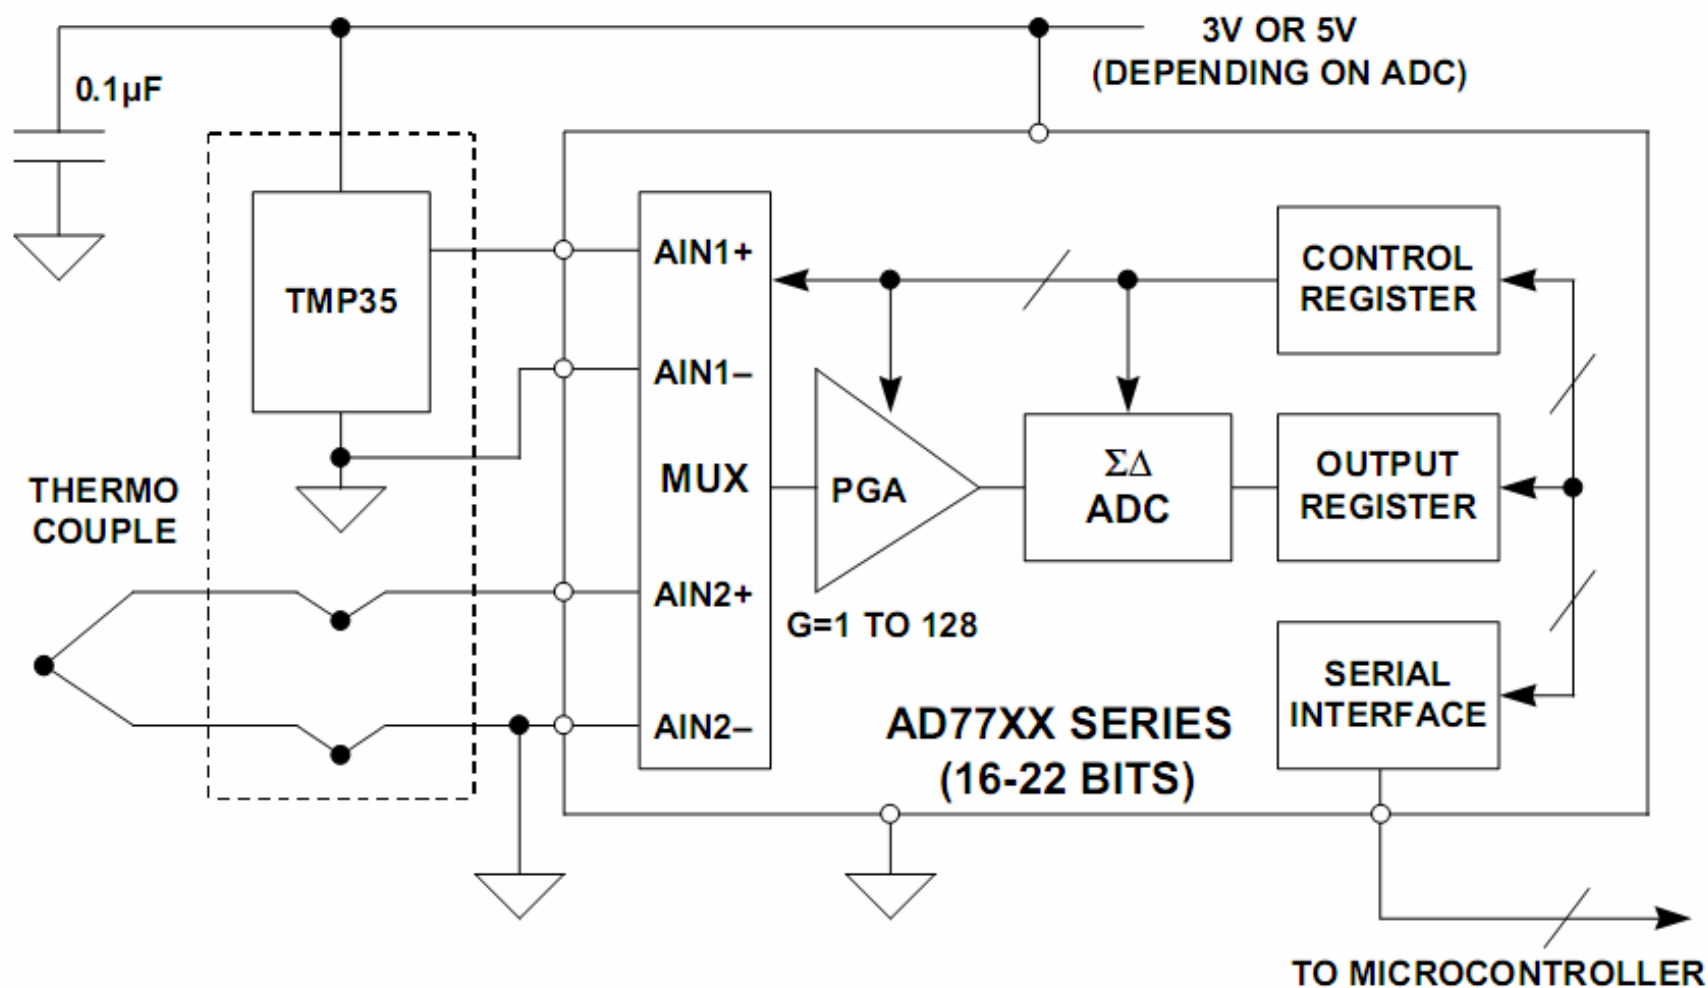 3V OR 5V
(DEPENDING ON ADC)
0.1µF
TMP35
AIN1+
AIN1–
MUX
AIN2+
AIN2–
CONTROL
REGISTER
PGA
ΣΔ
ADC
OUTPUT
REGISTER
THERMO
COUPLE
G=1 TO 128
SERIAL
INTERFACE
AD77XX SERIES
(16-22 BITS)
TO MICROCONTROLLER